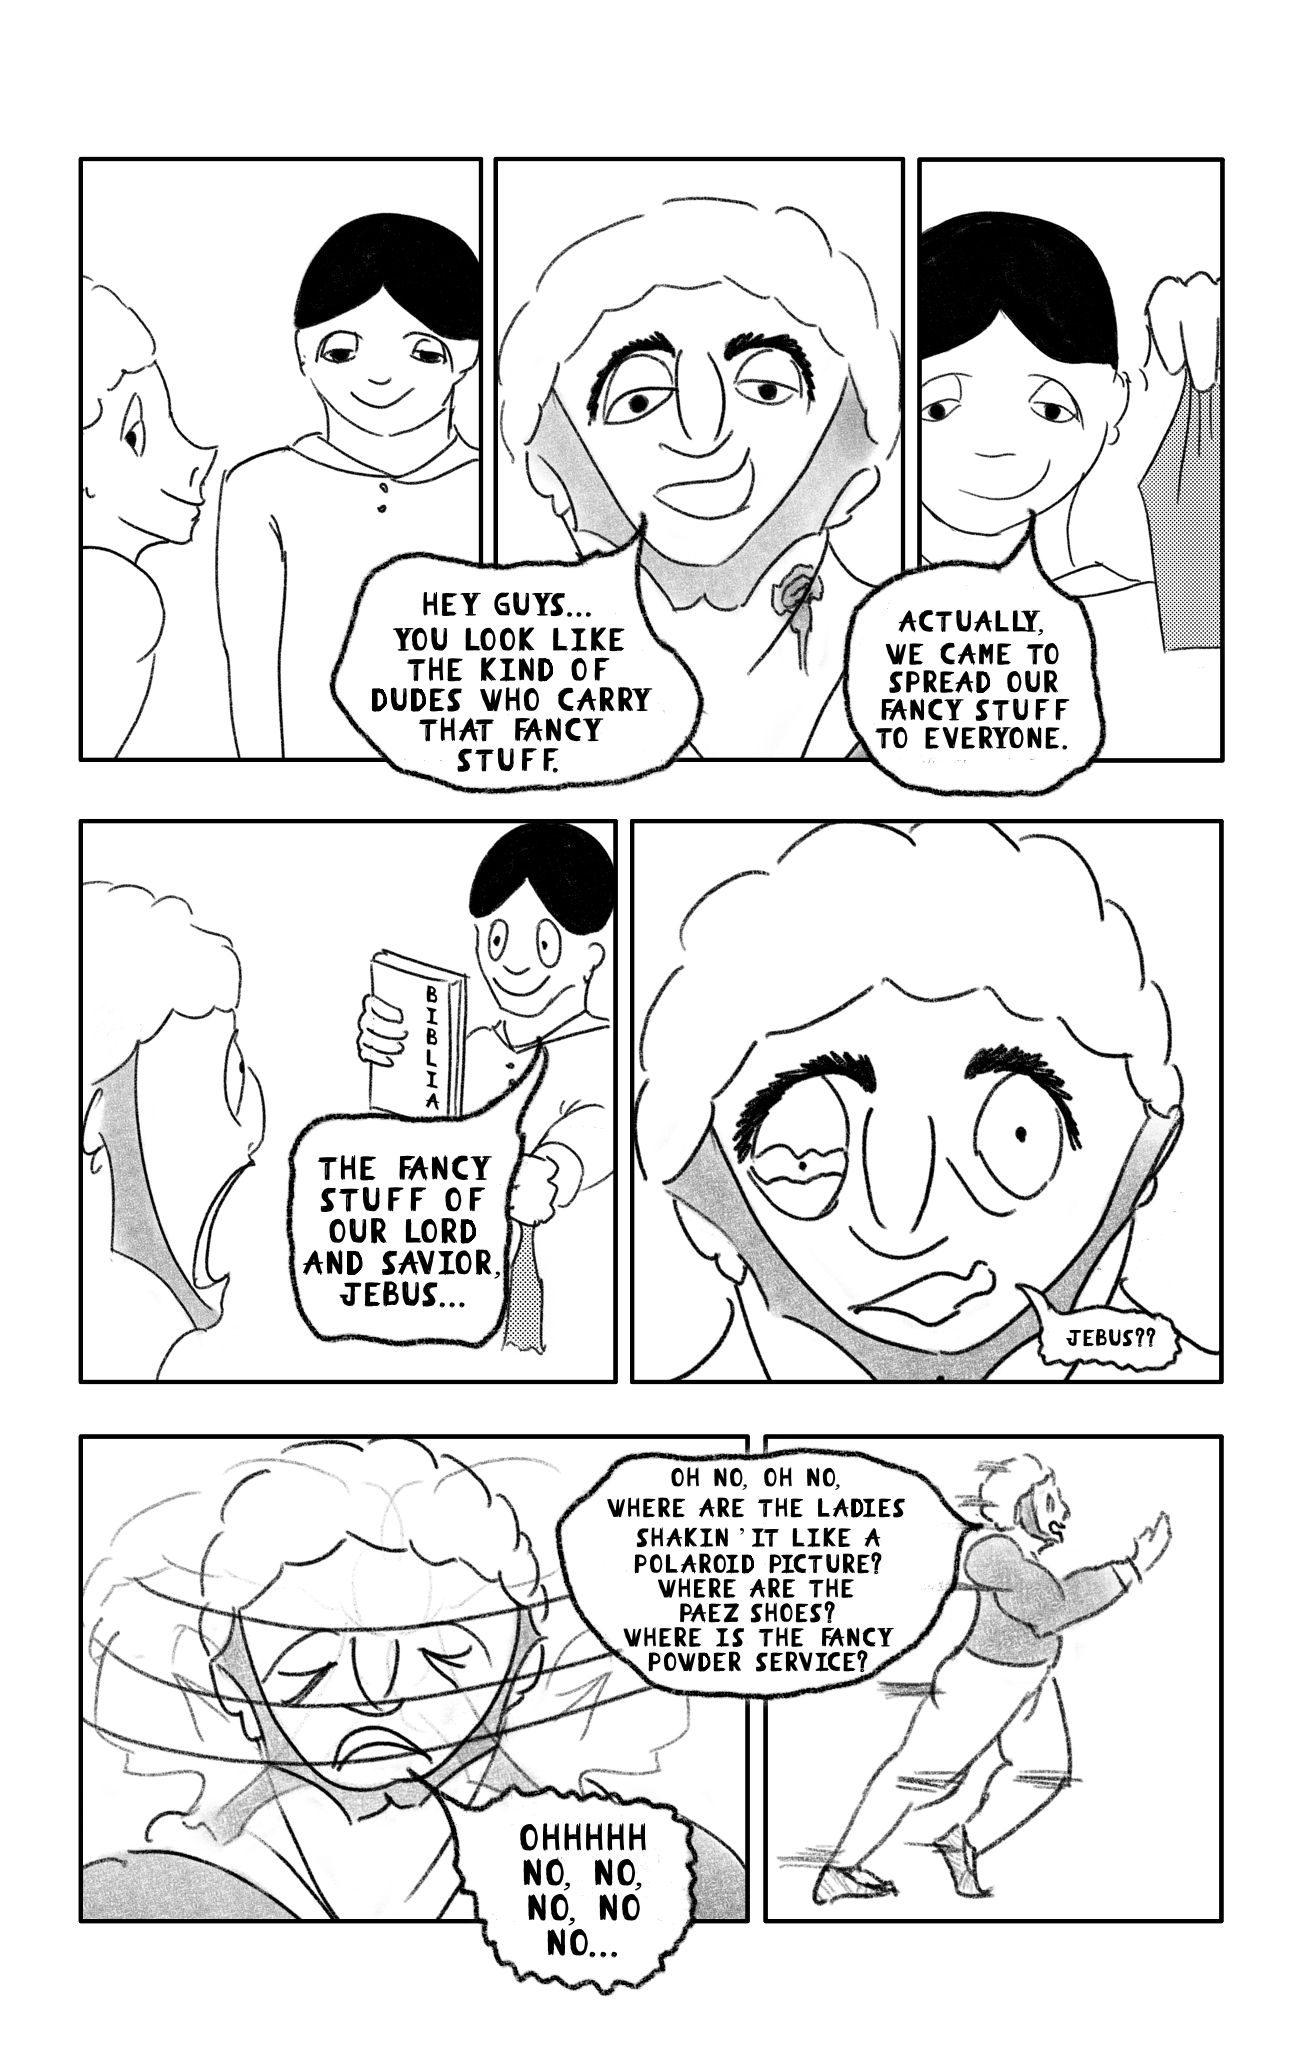 HEY GUYS...
YOU LOOK LIKE
THE KIND OF
DUDES WHO CARRY
THAT FANCY
STUFF.
ACTUALLY,
WE CAME TO
SPREAD OUR
FANCY STUFF
TO EVERYONE.
BIBLIA
THE FANCY
STUFF OF
OUR LORD
AND SAVIOR,
JEBUS...
JEBUS??
OHHHHH
NO, NO,
NO, NO
NO...
OH NO, OH NO,
WHERE ARE THE LADIES
SHAKIN' IT LIKE A
POLAROID PICTURE?
WHERE ARE THE
PAEZ SHOES?
WHERE IS THE FANCY
POWDER SERVICE?